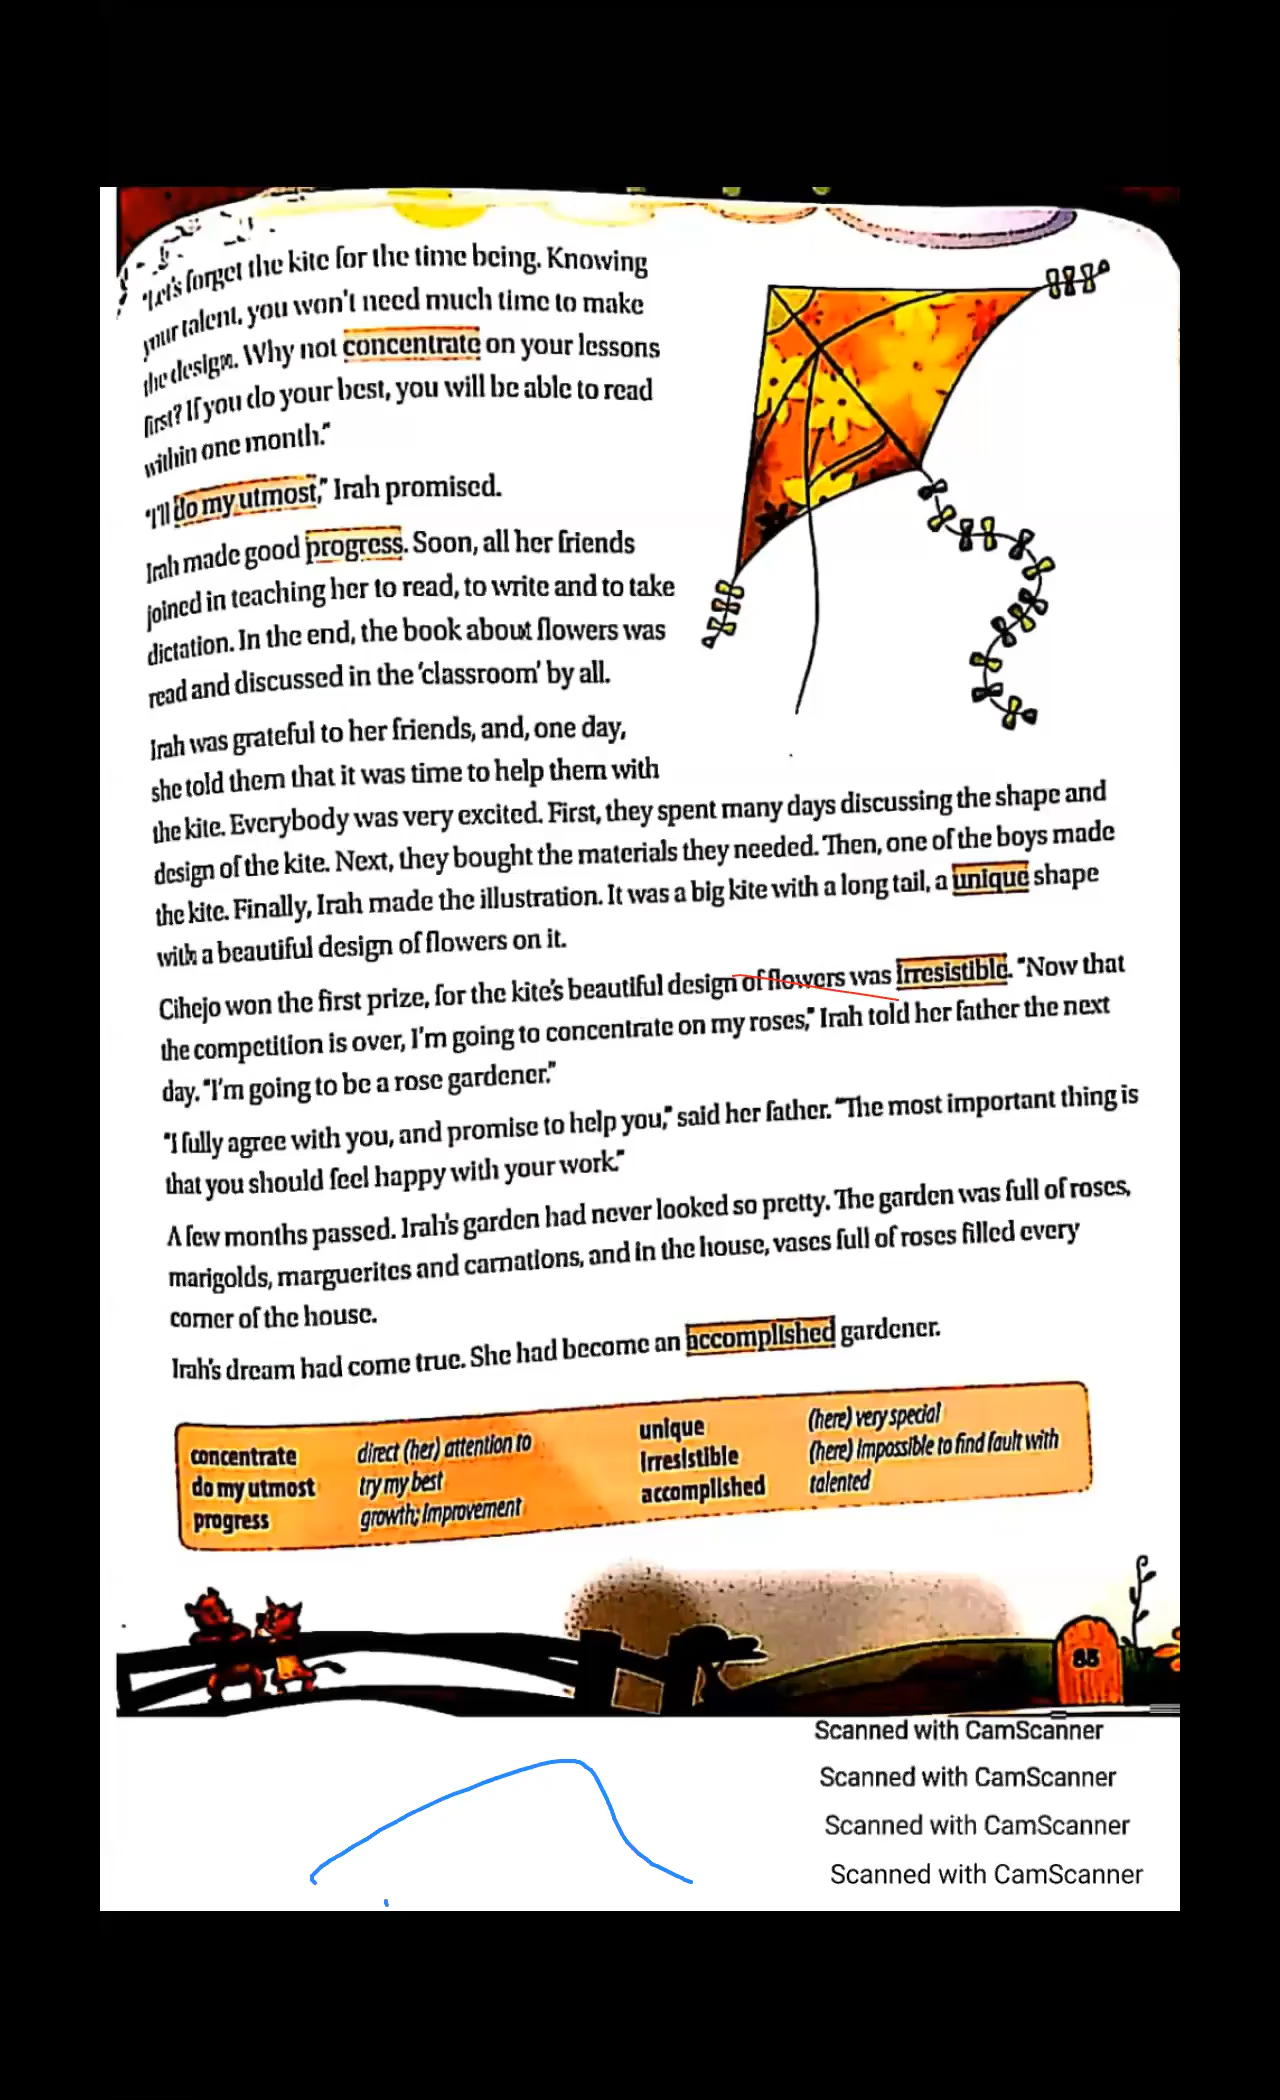 "Let's forget the kite for the time being. Knowing
your talent, you won't need much time to make
the design. Why not concentrate on your lessons
first? If you do your best, you will be able to read
within one month."
"I'll do my utmost," Irah promised.
Irah made good progress. Soon, all her friends
joined in teaching her to read, to write and to take
dictation. In the end, the book about flowers was
read and discussed in the 'classroom' by all.
Irah was grateful to her friends, and, one day,
she told them that it was time to help them with
the kite. Everybody was very excited. First, they spent many days discussing the shape and
design of the kite. Next, they bought the materials they needed. Then, one of the boys made
the kite. Finally, Irah made the illustration. It was a big kite with a long tail, a unique shape
with a beautiful design of flowers on it.
Cihejo won the first prize, for the kite's beautiful design of flowers was irresistible. "Now that
the competition is over, I'm going to concentrate on my roses," Irah told her father the next
day. "I'm going to be a rose gardener."
"I fully agree with you, and promise to help you," said her father. "The most important thing is
that you should feel happy with your work."
A few months passed. Irah's garden had never looked so pretty. The garden was full of roses,
marigolds, marguerites and carnations, and in the house, vases full of roses filled every
corner of the house.
Irah's dream had come true. She had become an accomplished gardener.
concentrate direct (her) attention to
do my utmost try my best
progress growth; improvement
unique (here) very special
irresistible (here) impossible to find fault with
accomplished talented
85
Scanned with CamScanner
Scanned with CamScanner
Scanned with CamScanner
Scanned with CamScanner